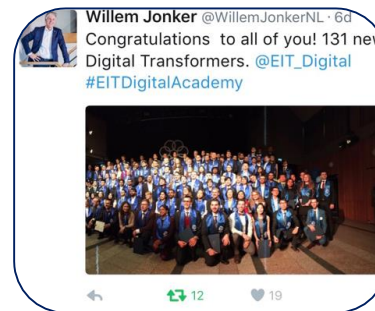 Willem Jonker @WillemJonkerNL · 6d
Congratulations to all of you! 131 new
Digital Transformers. @EIT_Digital
#EITDigitalAcademy
12 19